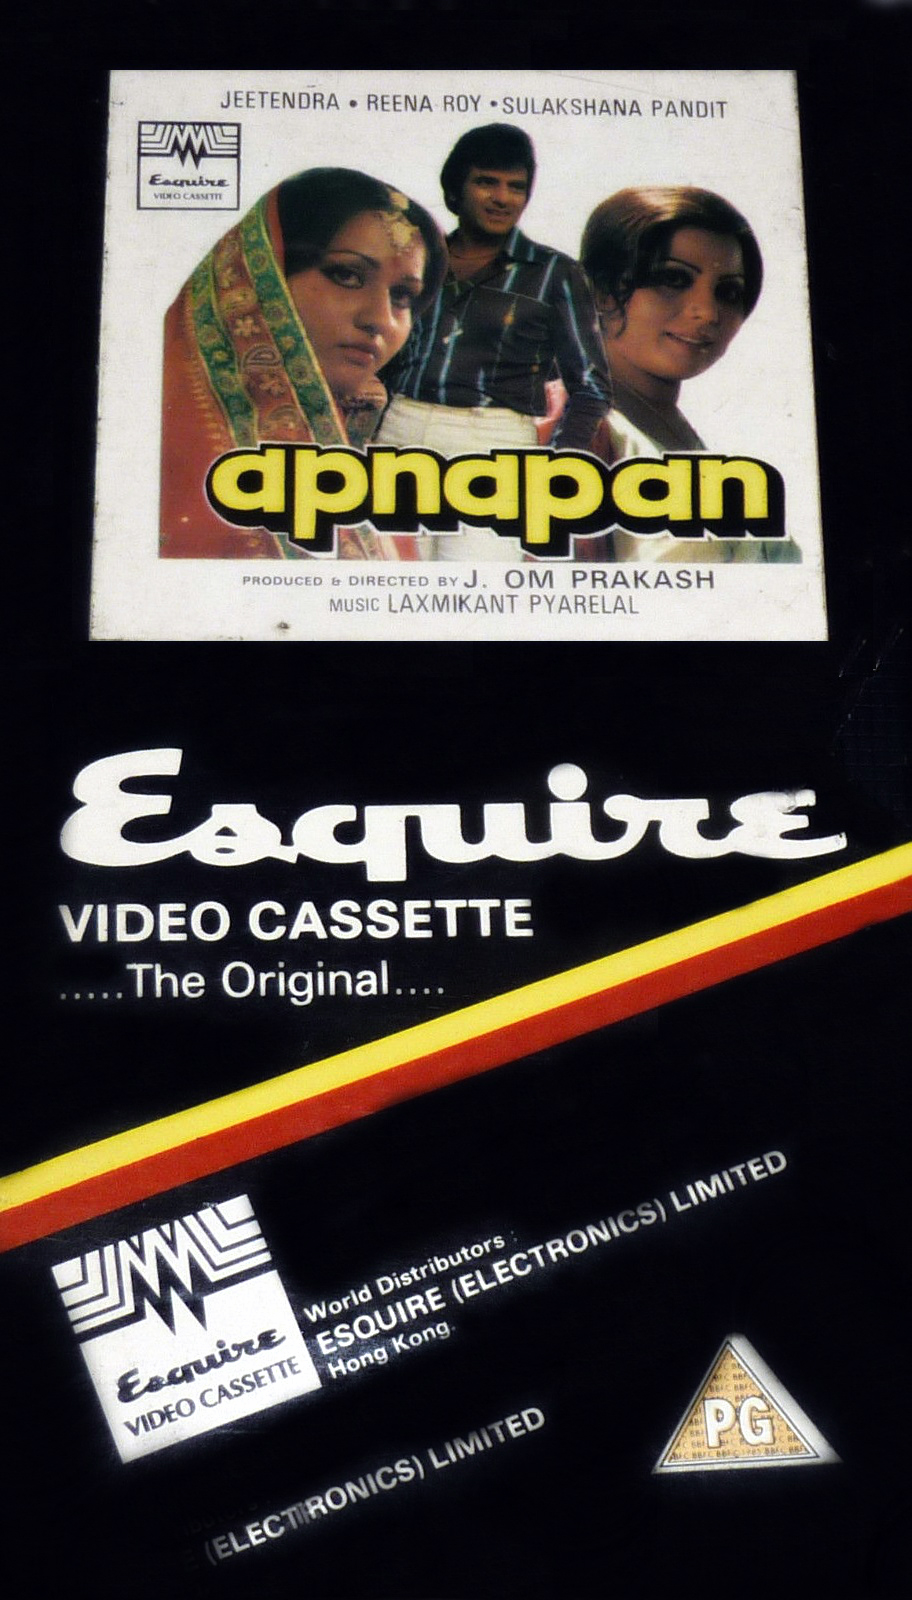 JEETENDRA • REENA ROY • SULAKSHANA PANDIT
Esquire
VIDEO CASSETTE
apnapan
PRODUCED & DIRECTED BY J. OM PRAKASH
MUSIC LAXMIKANT PYARELAL
Esquire
VIDEO CASSETTE
.....The Original....
Esquire
VIDEO CASSETTE
World Distributors :
ESQUIRE (ELECTRONICS) LIMITED
Hong Kong.
PG
(ELECTRONICS) LIMITED